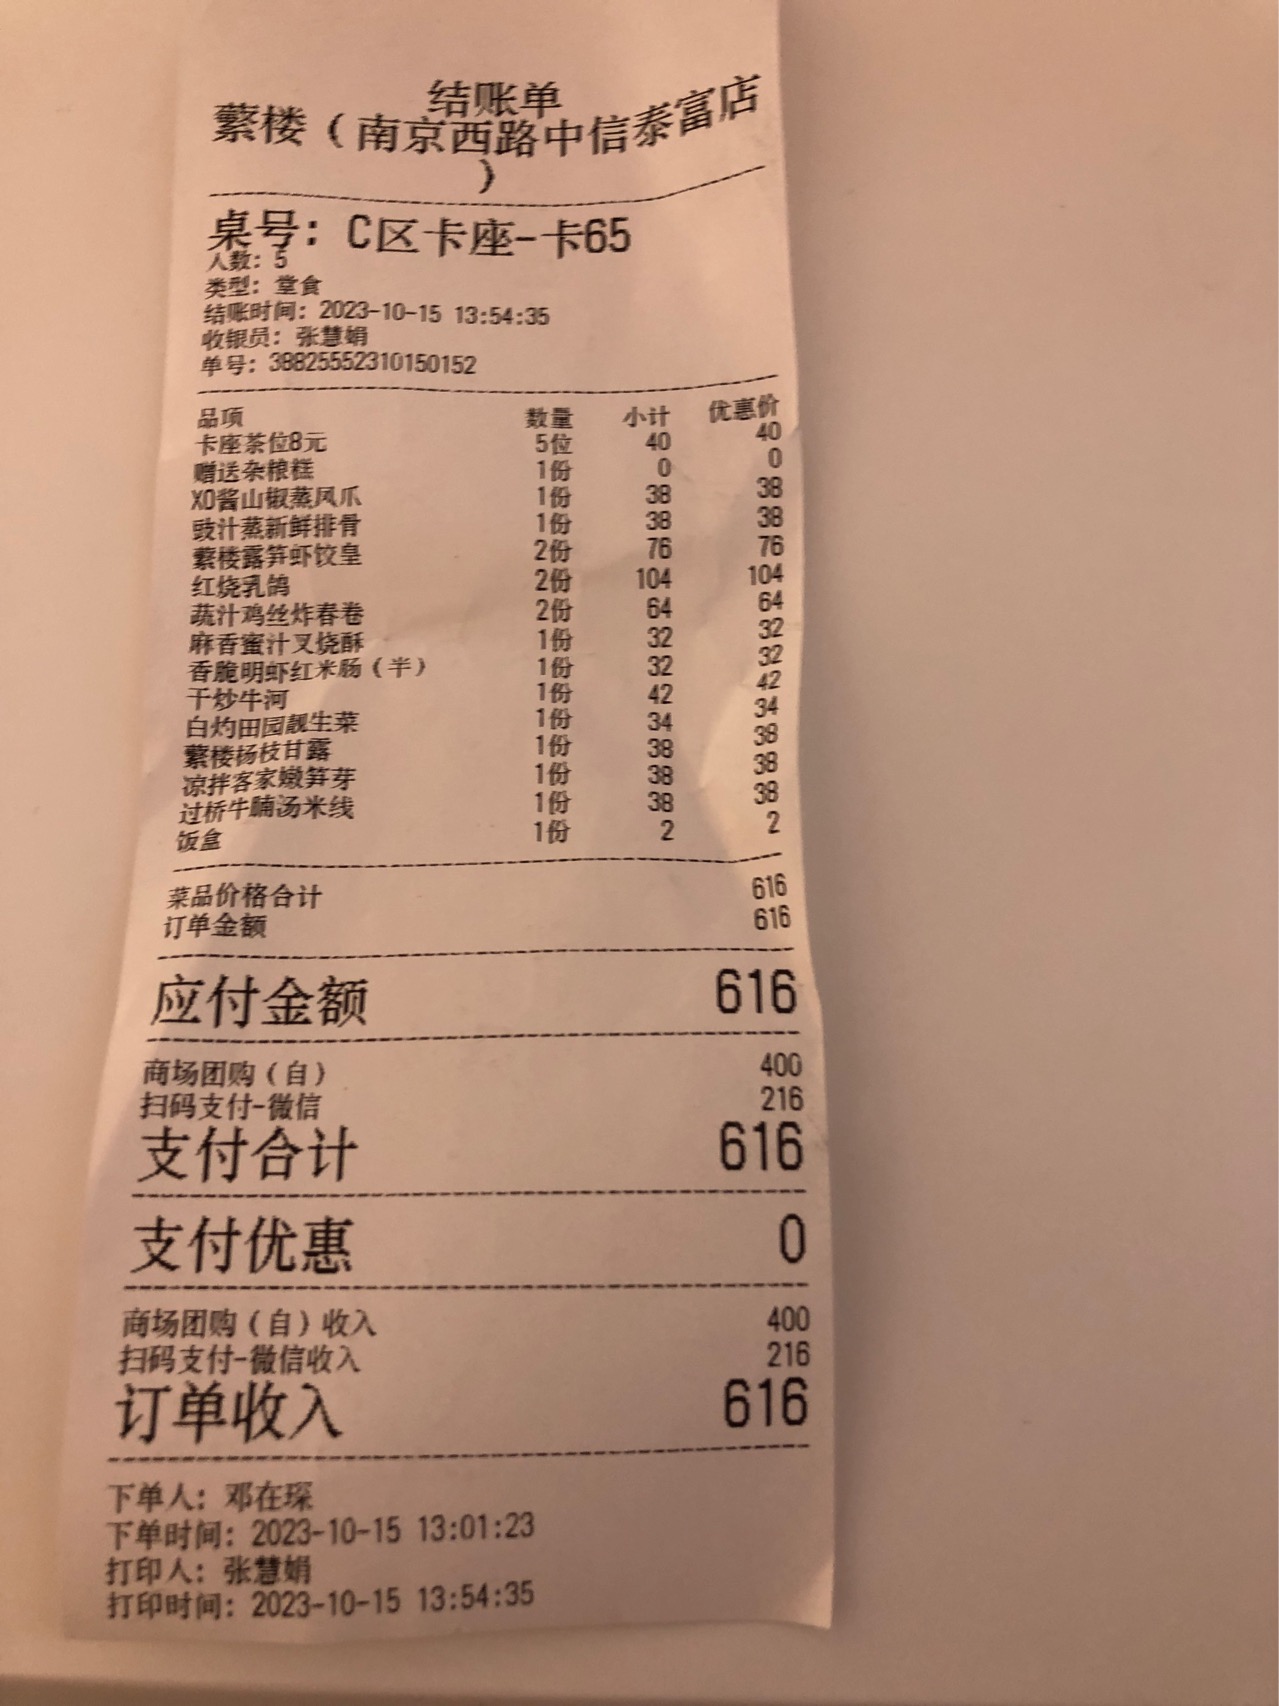 结账单
蘩楼（南京西路中信泰富店
）
桌号：C区卡座-卡65
人数：5
类型：堂食
结账时间：2023-10-15 13:54:35
收银员：张慧娟
单号：38825552310150152
品项 数量 小计 优惠价
卡座茶位8元 5位 40 40
赠送杂粮糕 1份 0 0
XO酱山椒蒸凤爪 1份 38 38
豉汁蒸新鲜排骨 1份 38 38
蘩楼露笋虾饺皇 2份 76 76
红烧乳鸽 2份 104 104
蔬汁鸡丝炸春卷 2份 64 64
麻香蜜汁叉烧酥 1份 32 32
香脆明虾红米肠（半） 1份 32 32
干炒牛河 1份 42 42
白灼田园靓生菜 1份 34 34
蘩楼杨枝甘露 1份 38 38
凉拌客家嫩笋芽 1份 38 38
过桥牛腩汤米线 1份 38 38
饭盒 1份 2 2
菜品价格合计 616
订单金额 616
应付金额 616
商场团购（自） 400
扫码支付-微信 216
支付合计 616
支付优惠 0
商场团购（自）收入 400
扫码支付-微信收入 216
订单收入 616
下单人：邓在琛
下单时间：2023-10-15 13:01:23
打印人：张慧娟
打印时间：2023-10-15 13:54:35